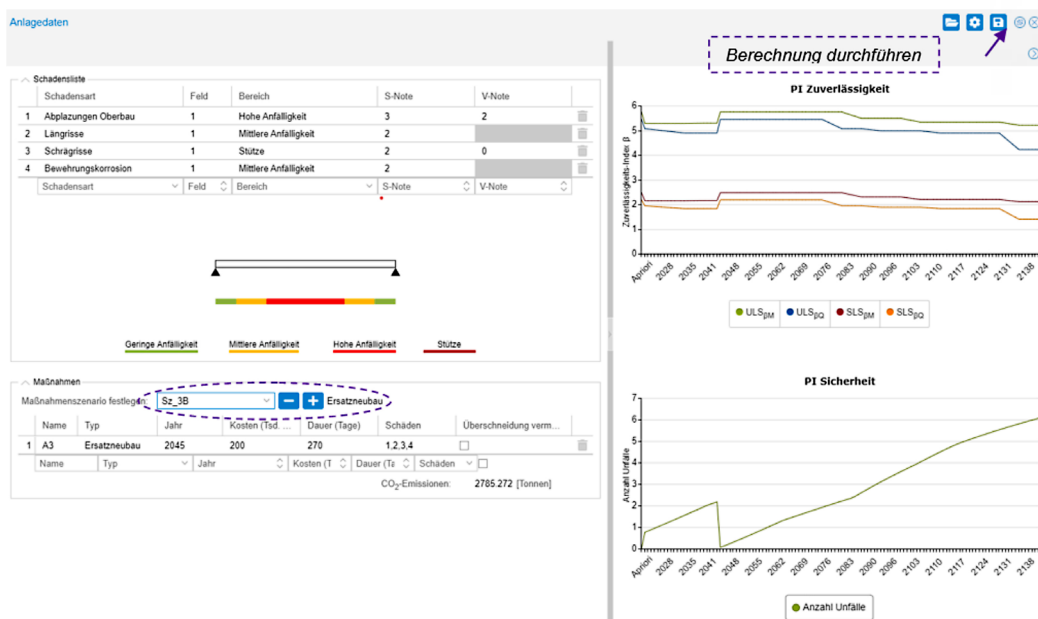 Anlagedaten
Berechnung durchführen
Schadensliste
Schadensart Feld Bereich S-Note V-Note
1 Abplazungen Oberbau 1 Hohe Anfälligkeit 3 2
2 Längrisse 1 Mittlere Anfälligkeit 2
3 Schrägrisse 1 Stütze 2 0
4 Bewehrungskorrosion 1 Mittlere Anfälligkeit 2
Schadensart Feld Bereich S-Note V-Note
Geringe Anfälligkeit Mittlere Anfälligkeit Hohe Anfälligkeit Stütze
Maßnahmen
Maßnahmenszenario festlegen: Sz_3B Ersatzneubau
Name Typ Jahr Kosten (Tsd. ... Dauer (Tage) Schäden Überschneidung verm...
1 A3 Ersatzneubau 2045 200 270 1,2,3,4
Name Typ Jahr Kosten (T Dauer (Ta Schäden
CO2-Emissionen: 2785.272 [Tonnen]
PI Zuverlässigkeit
Zuverlässigkeits-Index β
6
5
4
3
2
1
0
Apriori 2028 2035 2041 2048 2055 2062 2069 2076 2083 2090 2096 2103 2110 2117 2124 2131 2138
ULSβM ULSβQ SLSβM SLSβQ
PI Sicherheit
Anzahl Unfälle
7
6
5
4
3
2
1
0
Apriori 2028 2035 2041 2048 2055 2062 2069 2076 2083 2090 2096 2103 2110 2117 2124 2131 2138
Anzahl Unfälle